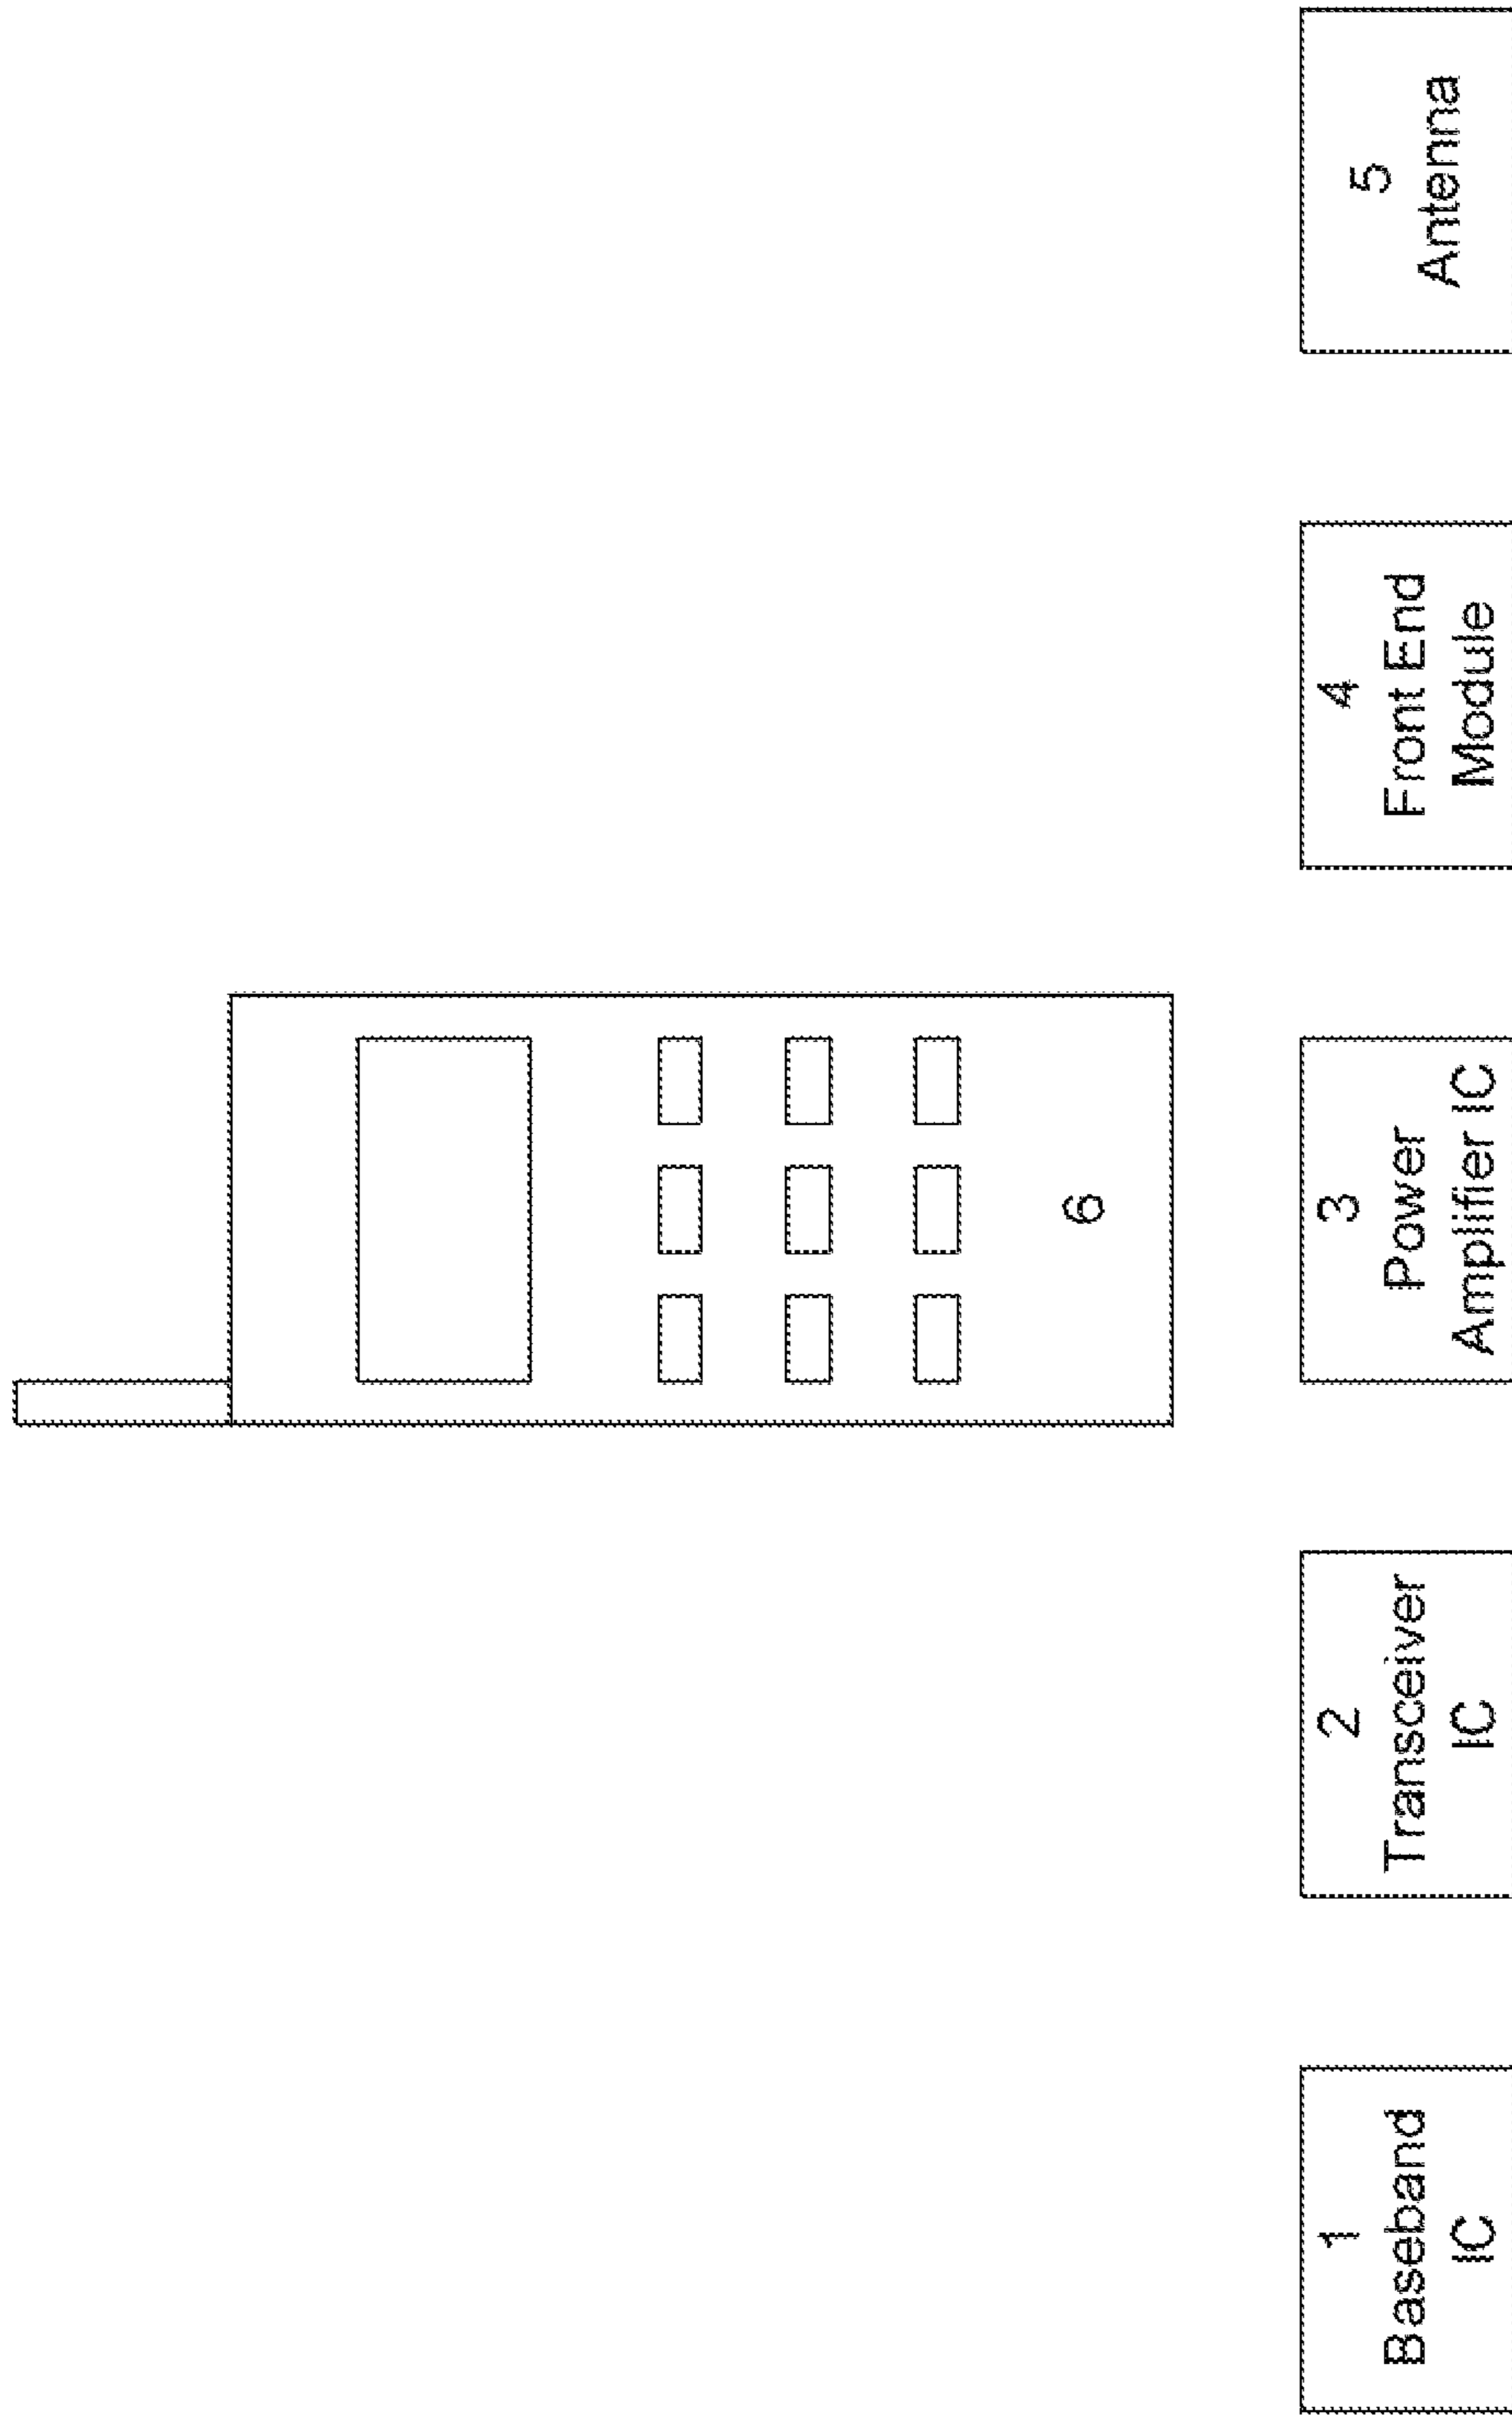 6
1
Baseband
IC
2
Transceiver
IC
3
Power
Amplifier IC
4
Front End
Module
5
Antenna